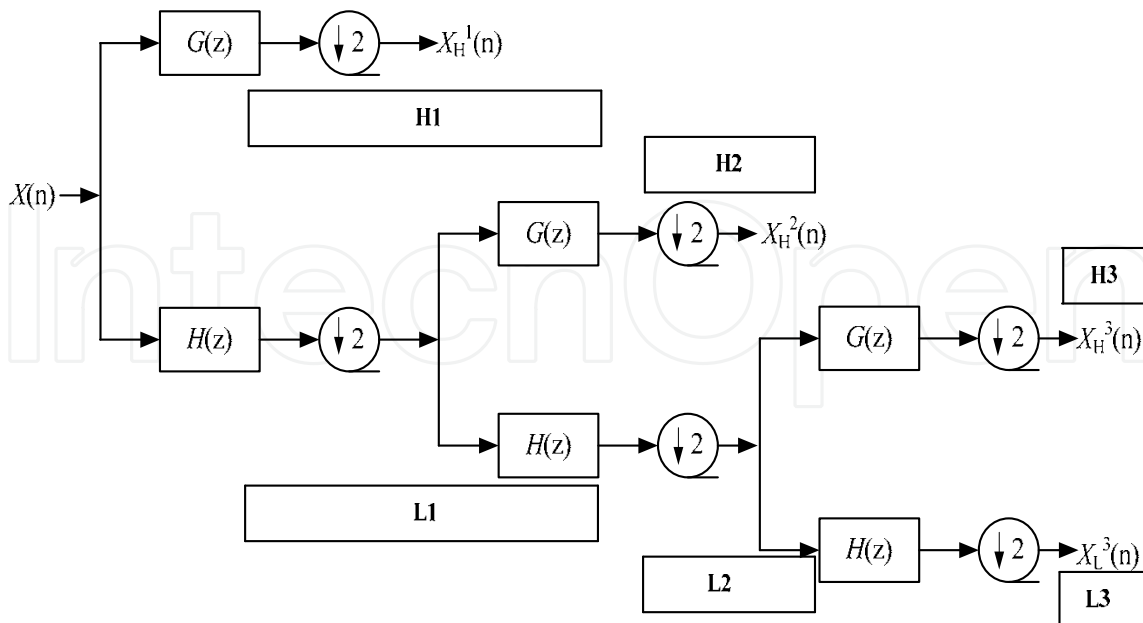 G(z) ↓ 2 X_H^1(n)
H1
H2
X(n)
G(z) ↓ 2 X_H^2(n)
H3
H(z) ↓ 2
G(z) ↓ 2 X_H^3(n)
H(z) ↓ 2
L1
H(z) ↓ 2 X_L^3(n)
L2
L3
IntechOpen